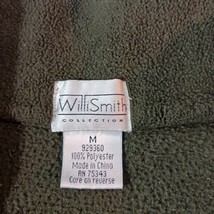 WilliSmith
COLLECTION
M
929360
100% Polyester
Made in China
RN 75343
Care on reverse